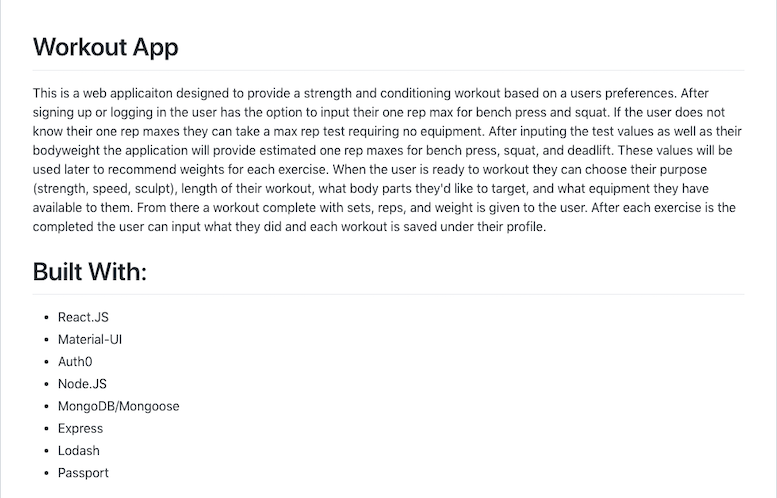 Workout App
This is a web applicaiton designed to provide a strength and conditioning workout based on a users preferences. After
signing up or logging in the user has the option to input their one rep max for bench press and squat. If the user does not
know their one rep maxes they can take a max rep test requiring no equipment. After inputing the test values as well as their
bodyweight the application will provide estimated one rep maxes for bench press, squat, and deadlift. These values will be
used later to recommend weights for each exercise. When the user is ready to workout they can choose their purpose
(strength, speed, sculpt), length of their workout, what body parts they'd like to target, and what equipment they have
available to them. From there a workout complete with sets, reps, and weight is given to the user. After each exercise is the
completed the user can input what they did and each workout is saved under their profile.
Built With:
• React.JS
• Material-UI
• Auth0
• Node.JS
• MongoDB/Mongoose
• Express
• Lodash
• Passport